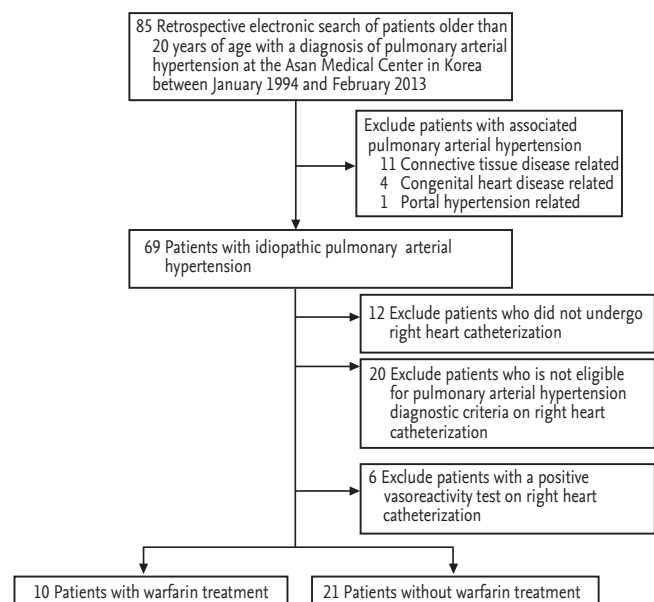 85 Retrospective electronic search of patients older than
20 years of age with a diagnosis of pulmonary arterial
hypertension at the Asan Medical Center in Korea
between January 1994 and February 2013
Exclude patients with associated
pulmonary arterial hypertension
11 Connective tissue disease related
4 Congenital heart disease related
1 Portal hypertension related
69 Patients with idiopathic pulmonary arterial
hypertension
12 Exclude patients who did not undergo
right heart catheterization
20 Exclude patients who is not eligible
for pulmonary arterial hypertension
diagnostic criteria on right heart
catheterization
6 Exclude patients with a positive
vasoreactivity test on right heart
catheterization
10 Patients with warfarin treatment
21 Patients without warfarin treatment